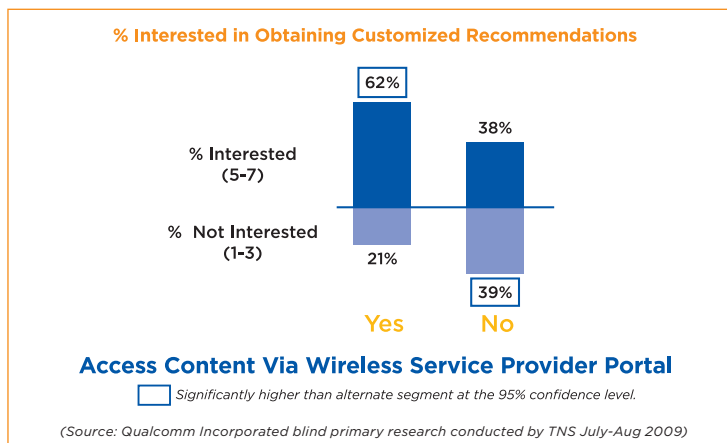 % Interested in Obtaining Customized Recommendations
62%
38%
% Interested
(5-7)
% Not Interested
(1-3)
21%
39%
Yes No
Access Content Via Wireless Service Provider Portal
Significantly higher than alternate segment at the 95% confidence level.
(Source: Qualcomm Incorporated blind primary research conducted by TNS July-Aug 2009)